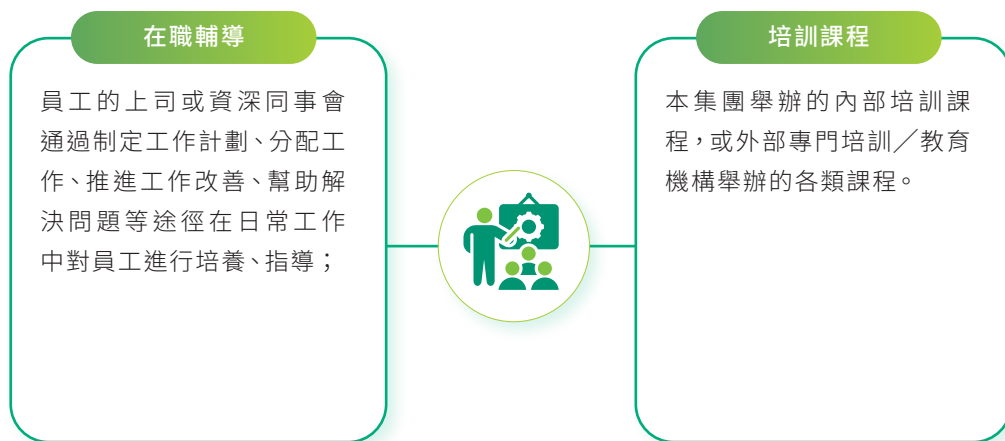 在職輔導
員工的上司或資深同事會
通過制定工作計劃、分配工
作、推進工作改善、幫助解
決問題等途徑在日常工作
中對員工進行培養、指導；
培訓課程
本集團舉辦的內部培訓課
程，或外部專門培訓／教育
機構舉辦的各類課程。